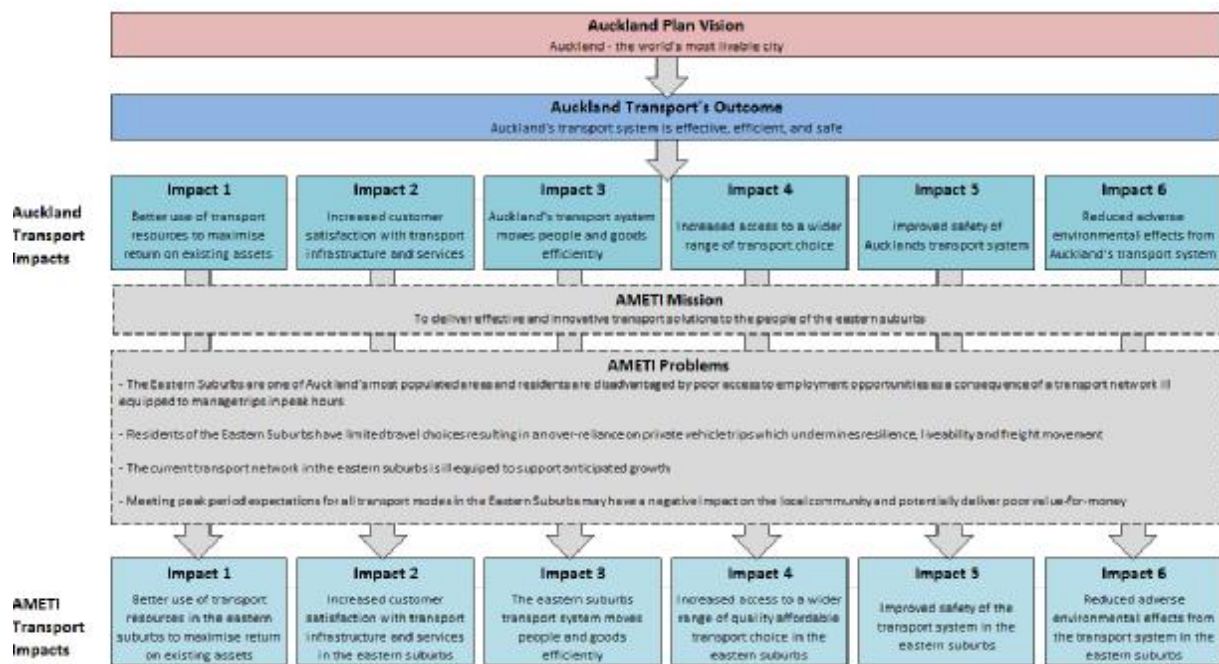 Auckland Plan Vision
Auckland - the world's most livable city
Auckland Transport's Outcome
Auckland's transport system is effective, efficient, and safe
Auckland
Transport
Impacts
Impact 1
Better use of transport
resources to maximise
return on existing assets
Impact 2
Increased customer
satisfaction with transport
infrastructure and services
Impact 3
Auckland's transport system
moves people and goods
efficiently
Impact 4
Increased access to a wider
range of transport choice
Impact 5
Improved safety of
Aucklands transport system
Impact 6
Reduced adverse
environmental effects from
Auckland's transport system
AMETI Mission
To deliver effective and innovative transport solutions to the people of the eastern suburbs
AMETI Problems
- The Eastern Suburbs are one of Auckland's most populated areas and residents are disadvantaged by poor access to employment opportunities as a consequence of a transport network ill
equipped to manage trips in peak hours
- Residents of the Eastern Suburbs have limited travel choices resulting in an over-reliance on private vehicle trips which undermines resilience, liveability and freight movement
- The current transport network in the eastern suburbs is ill equiped to support anticipated growth
- Meeting peak period expectations for all transport modes in the Eastern Suburbs may have a negative impact on the local community and potentially deliver poor value-for-money
AMETI
Transport
Impacts
Impact 1
Better use of transport
resources in the eastern
suburbs to maximise return
on existing assets
Impact 2
Increased customer
satisfaction with transport
infrastructure and services
in the eastern suburbs
Impact 3
The eastern suburbs
transport system moves
people and goods
efficiently
Impact 4
Increased access to a wider
range of quality affordable
transport choice in the
eastern suburbs
Impact 5
Improved safety of the
transport system in the
eastern suburbs
Impact 6
Reduced adverse
environmental effects from
the transport system in the
eastern suburbs